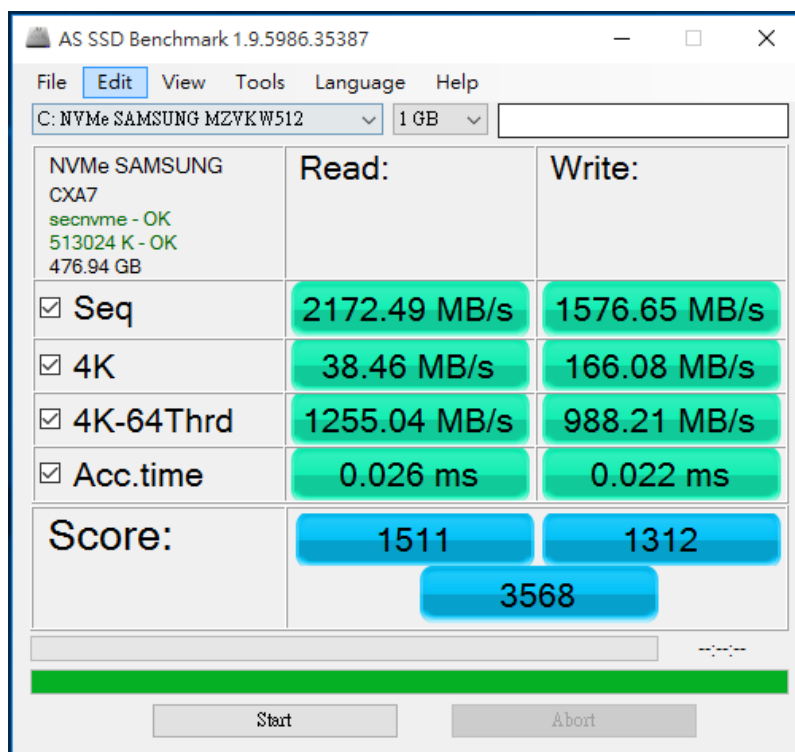 AS SSD Benchmark 1.9.5986.35387
File Edit View Tools Language Help
C: NVMe SAMSUNG MZVKW512 1 GB
NVMe SAMSUNG
CXA7
secnvme - OK
513024 K - OK
476.94 GB
Read: Write:
Seq 2172.49 MB/s 1576.65 MB/s
4K 38.46 MB/s 166.08 MB/s
4K-64Thrd 1255.04 MB/s 988.21 MB/s
Acc.time 0.026 ms 0.022 ms
Score: 1511 1312
3568
--:--:--
Start Abort